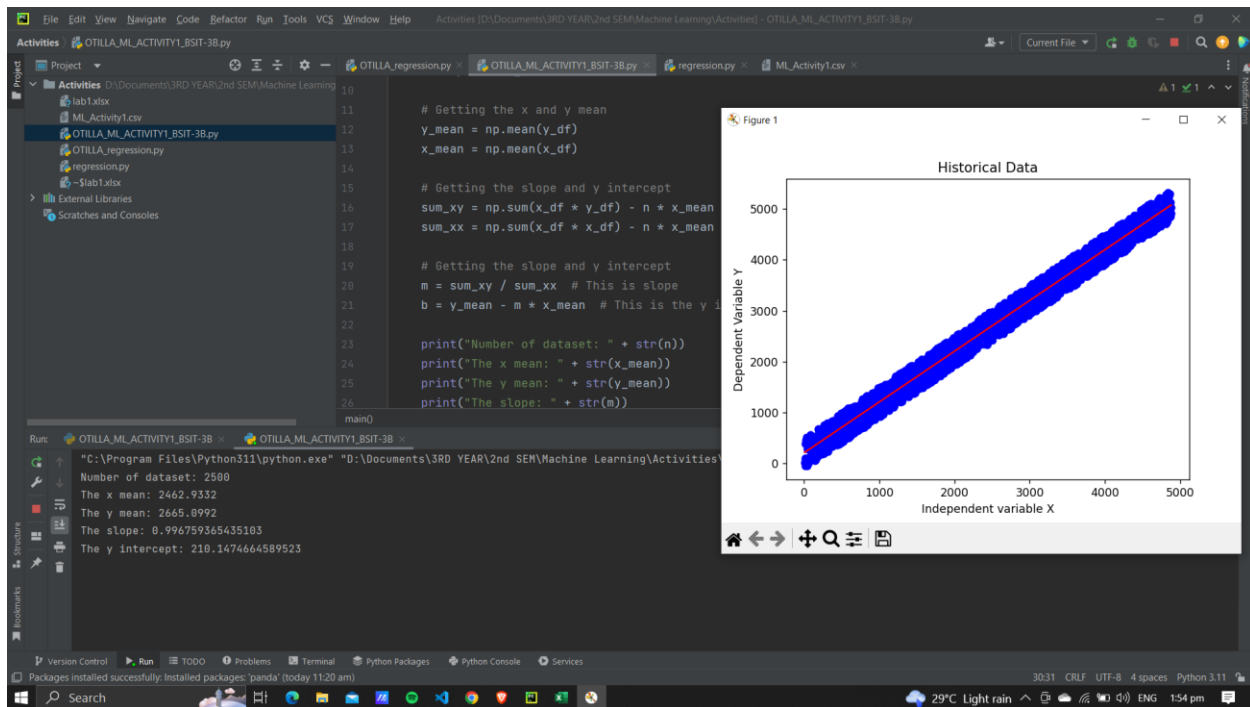 File Edit View Navigate Code Refactor Run Tools VCS Window Help Activities [D:\Documents\3RD YEAR\2nd SEM\Machine Learning\Activities] - OTILLA_ML_ACTIVITY1_BSIT-3B.py
Activities OTILLA_ML_ACTIVITY1_BSIT-3B.py Current File
Project OTILLA_regression.py OTILLA_ML_ACTIVITY1_BSIT-3B.py regression.py ML_Activity1.csv
Project
Notifications
Activities D:\Documents\3RD YEAR\2nd SEM\Machine Learning
lab1.xlsx
ML_Activity1.csv
OTILLA_ML_ACTIVITY1_BSIT-3B.py
OTILLA_regression.py
regression.py
~$lab1.xlsx
External Libraries
Scratches and Consoles
1 1
10
11 # Getting the x and y mean
12 y_mean = np.mean(y_df)
13 x_mean = np.mean(x_df)
14
15 # Getting the slope and y intercept
16 sum_xy = np.sum(x_df * y_df) - n * x_mean
17 sum_xx = np.sum(x_df * x_df) - n * x_mean
18
19 # Getting the slope and y intercept
20 m = sum_xy / sum_xx # This is slope
21 b = y_mean - m * x_mean # This is the y i
22
23 print("Number of dataset: " + str(n))
24 print("The x mean: " + str(x_mean))
25 print("The y mean: " + str(y_mean))
26 print("The slope: " + str(m))
main()
Figure 1
Historical Data
Dependent Variable Y
5000
4000
3000
2000
1000
0
0 1000 2000 3000 4000 5000
Independent variable X
Run: OTILLA_ML_ACTIVITY1_BSIT-3B OTILLA_ML_ACTIVITY1_BSIT-3B
"C:\Program Files\Python311\python.exe" "D:\Documents\3RD YEAR\2nd SEM\Machine Learning\Activities\
Number of dataset: 2500
The x mean: 2462.9332
The y mean: 2665.0992
The slope: 0.996759365435103
The y intercept: 210.1474664589523
Structure
Bookmarks
Version Control Run TODO Problems Terminal Python Packages Python Console Services
Packages installed successfully: Installed packages: 'panda' (today 11:20 am) 30:31 CRLF UTF-8 4 spaces Python 3.11
Search 29°C Light rain ENG 1:54 pm